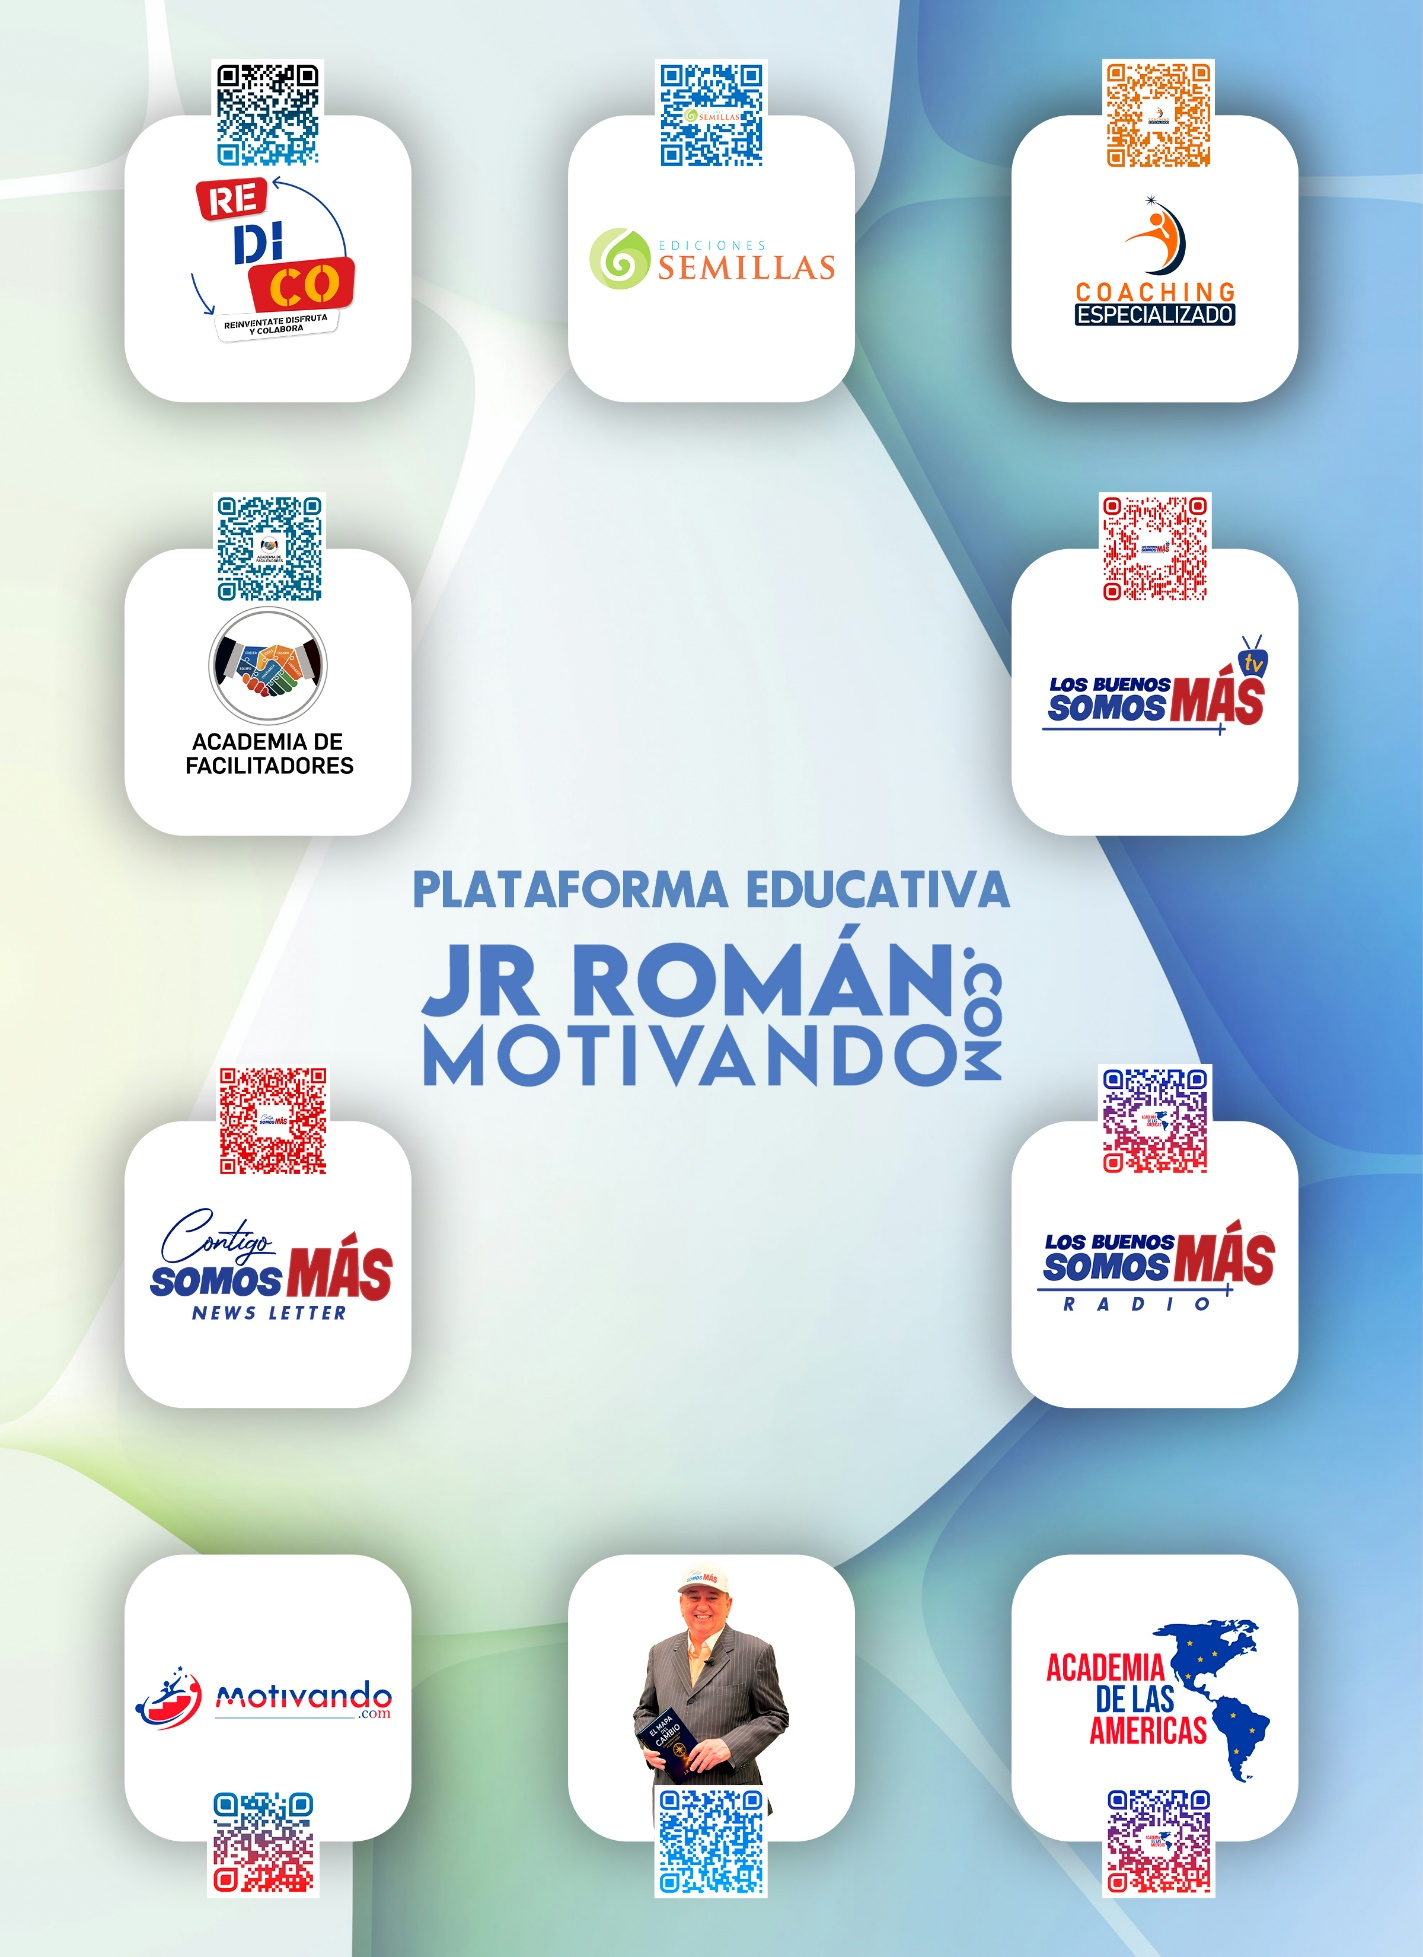 RE
DI
CO
REINVENTATE DISFRUTA
Y COLABORA
SEMILLAS
EDICIONES
SEMILLAS
COACHING
ESPECIALIZADO
ACADEMIA DE
FACILITADORES
tv
LOS BUENOS
SOMOS MÁS
PLATAFORMA EDUCATIVA
JR ROMÁN
MOTIVANDO
.COM
Contigo
SOMOS MÁS
NEWS LETTER
LOS BUENOS
SOMOS MÁS
RADIO
Motivando
.com
SOMOS MÁS
EL MAPA
DEL
CAMBIO
ACADEMIA
DE LAS
AMERICAS